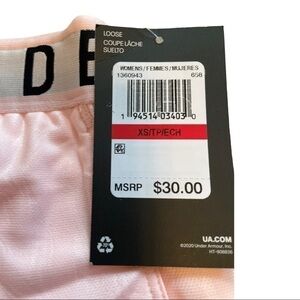 D E
LOOSE
COUPE LÂCHE
SUELTO
WOMENS/FEMMES/MUJERES
1360943 658
1 94514 03403 0
XS/TP/ECH
MSRP $30.00
UA.COM
©2020 Under Armour, Inc.